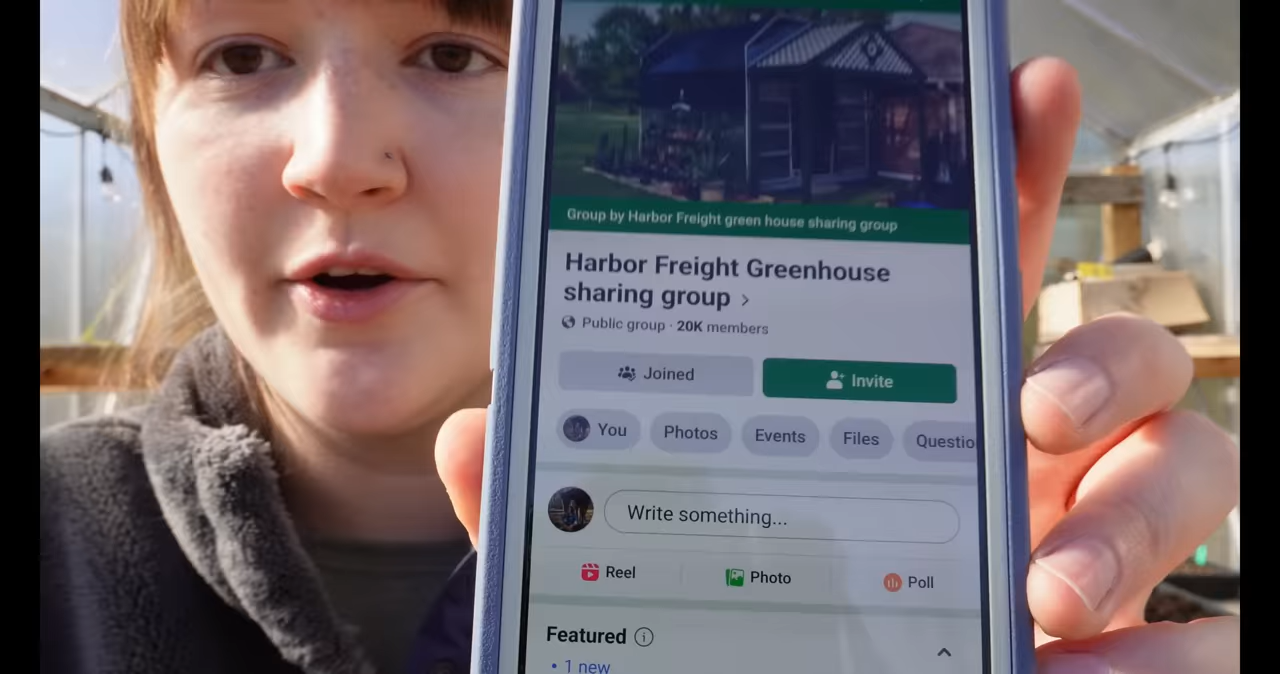 Group by Harbor Freight green house sharing group
Harbor Freight Greenhouse
sharing group >
Public group · 20K members
Joined
Invite
You
Photos
Events
Files
Questio
Write something...
Reel
Photo
Poll
Featured
• 1 new